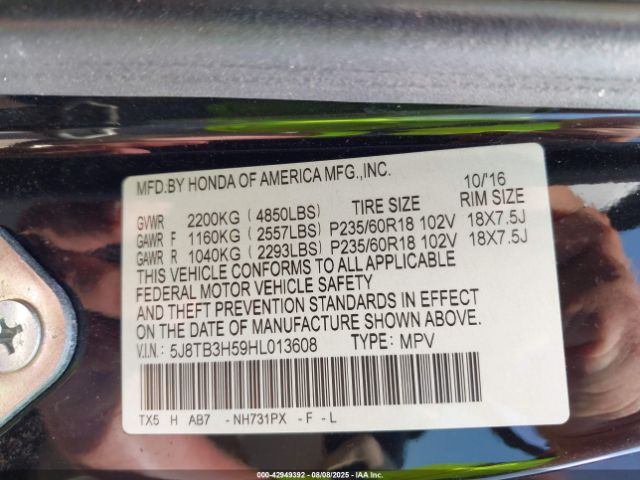 MFD.BY HONDA OF AMERICA MFG.,INC. 10/'16
TIRE SIZE RIM SIZE
GVWR 2200KG ( 4850LBS)
GAWR F 1160KG (2557LBS) P235/60R18 102V 18X7.5J
GAWR R 1040KG (2293LBS) P235/60R18 102V 18X7.5J
THIS VEHICLE CONFORMS TO ALL APPLICABLE
FEDERAL MOTOR VEHICLE SAFETY
AND THEFT PREVENTION STANDARDS IN EFFECT
ON THE DATE OF MANUFACTURE SHOWN ABOVE.
V.I.N.: 5J8TB3H59HL013608 TYPE: MPV
TX5 H AB7 -NH731PX -F -L
000-42949392 - 08/08/2025 - IAA Inc.